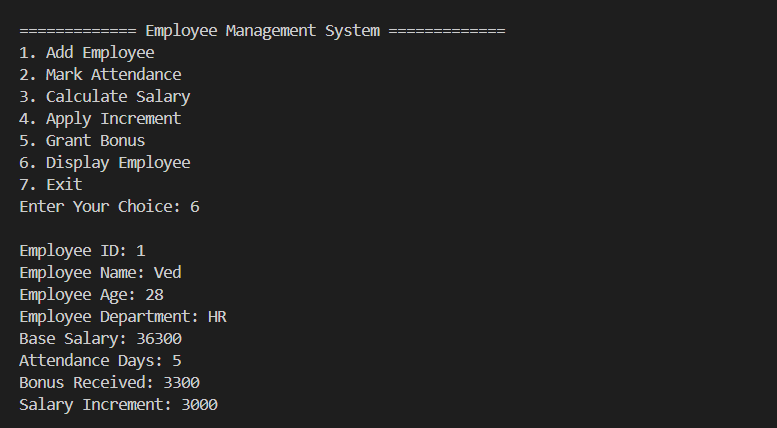 ============= Employee Management System =============
1. Add Employee
2. Mark Attendance
3. Calculate Salary
4. Apply Increment
5. Grant Bonus
6. Display Employee
7. Exit
Enter Your Choice: 6
Employee ID: 1
Employee Name: Ved
Employee Age: 28
Employee Department: HR
Base Salary: 36300
Attendance Days: 5
Bonus Received: 3300
Salary Increment: 3000